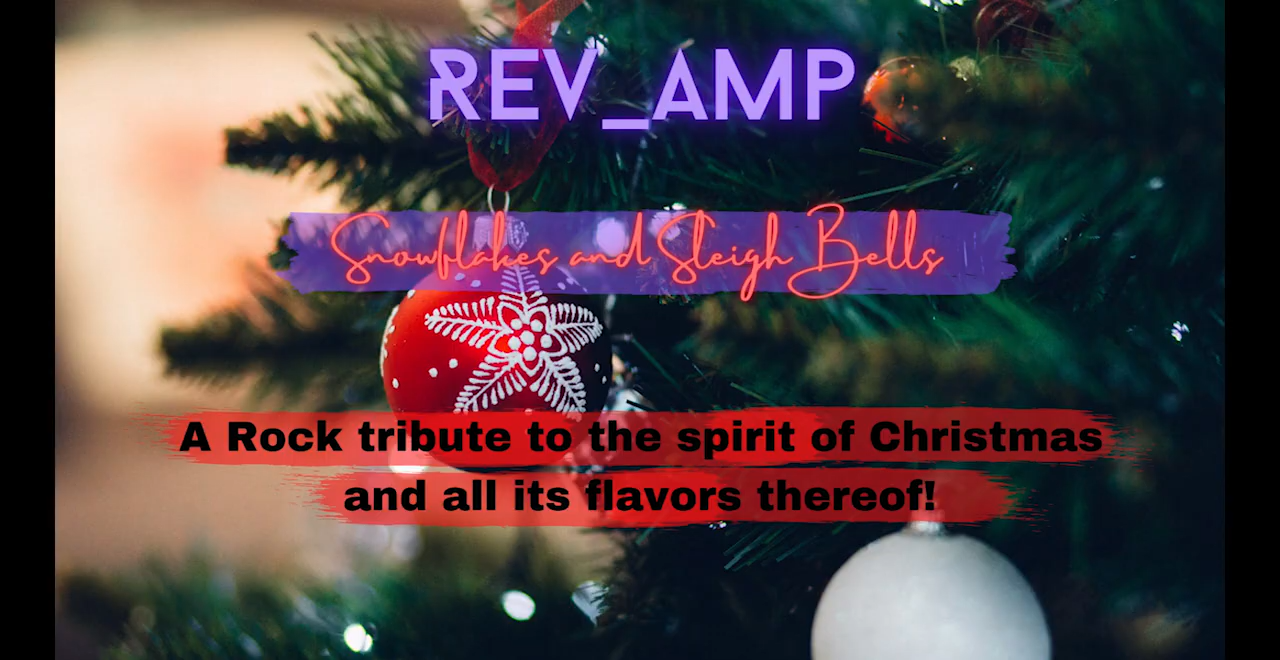 REV_AMP
Snowflakes and Sleigh Bells
A Rock tribute to the spirit of Christmas
and all its flavors thereof!